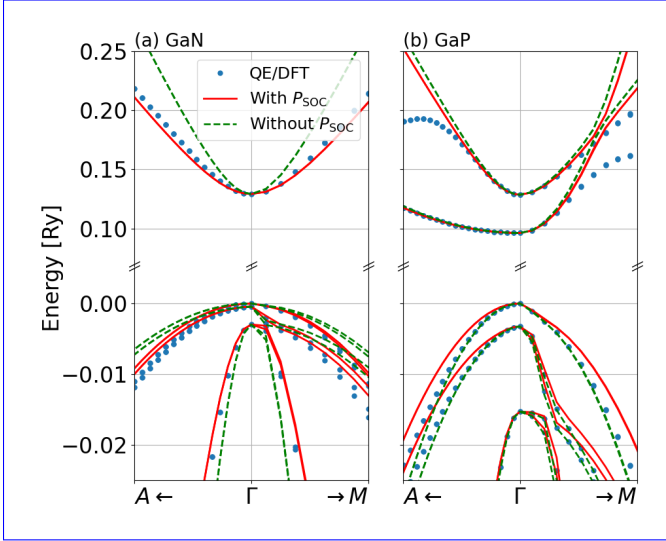 (a) GaN
(b) GaP
0.25
0.20
0.15
0.10
0.00
−0.01
−0.02
Energy [Ry]
QE/DFT
With P_SOC
Without P_SOC
A ← Γ → M
A ← Γ → M